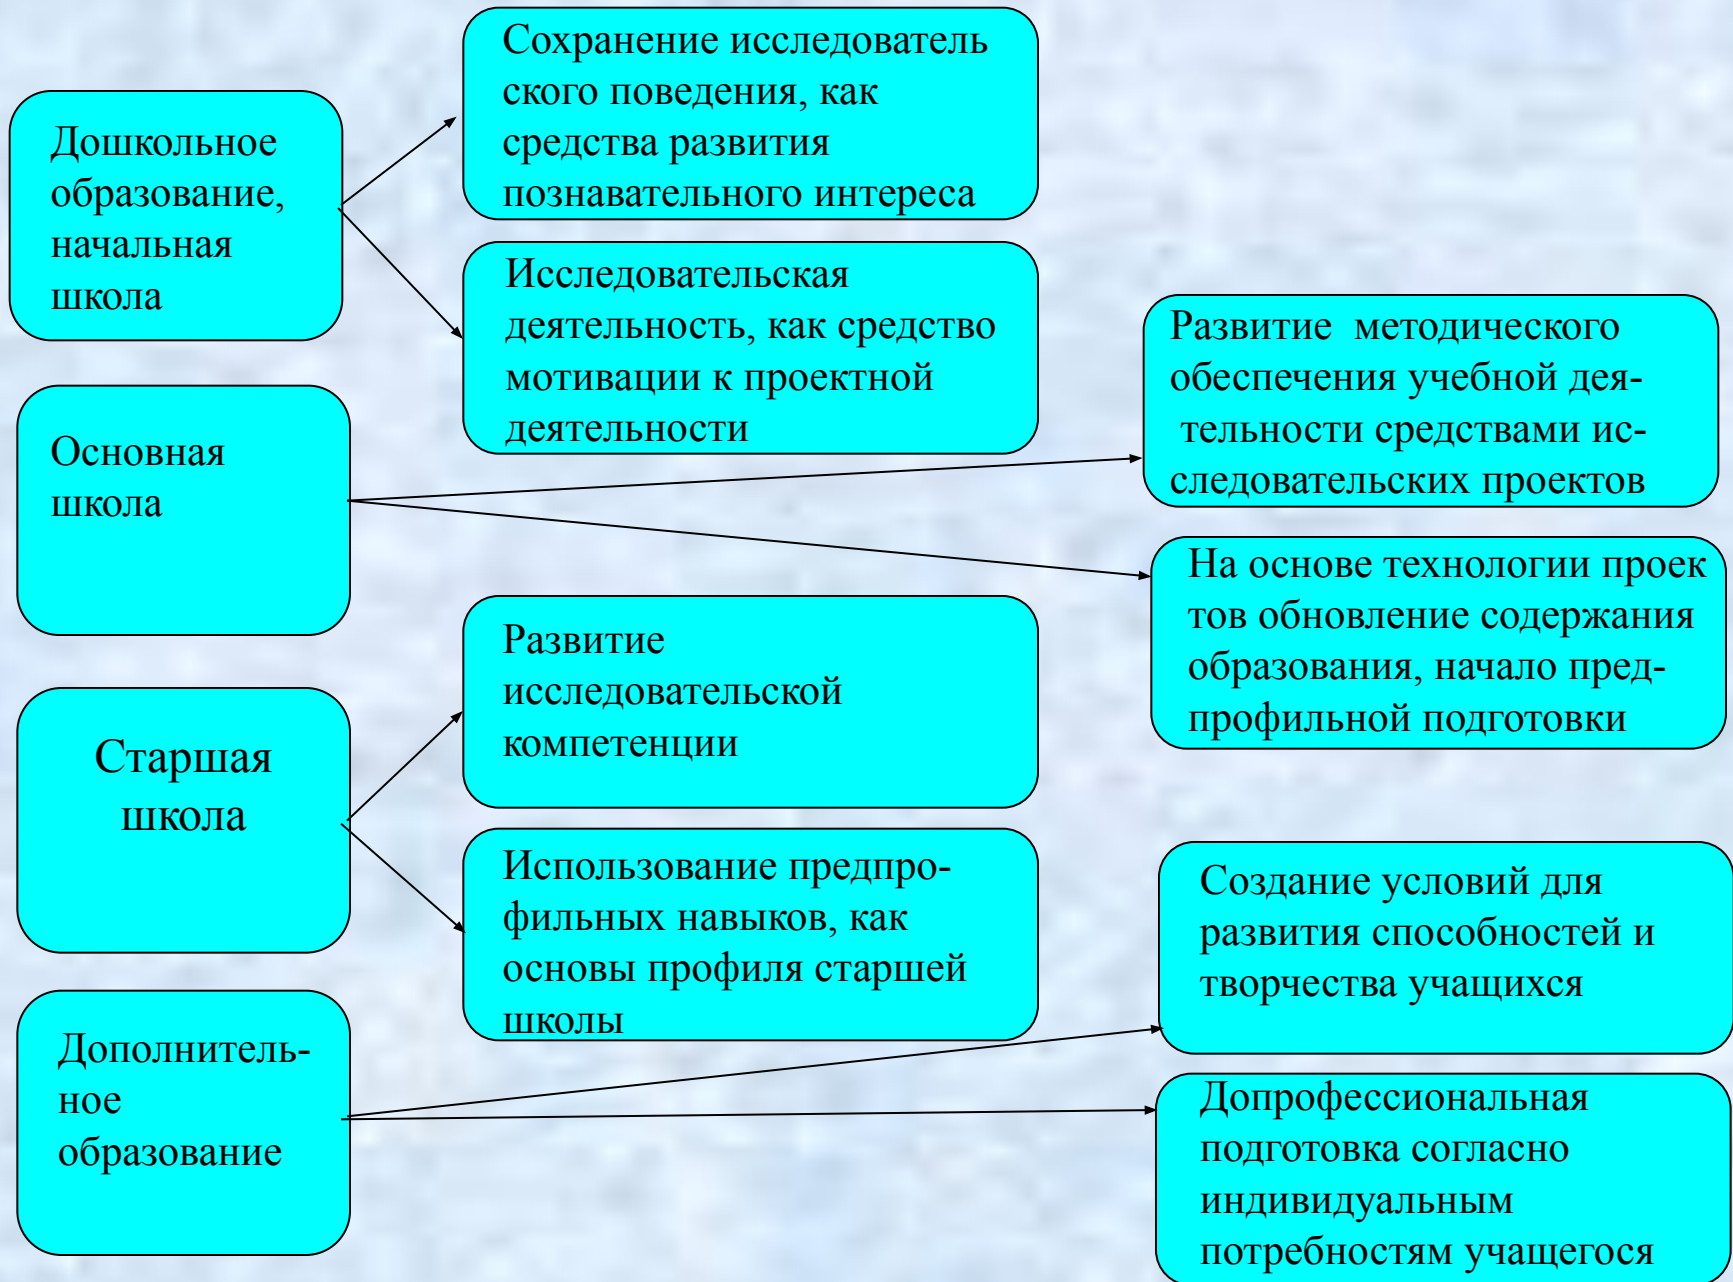 Дошкольное
образование,
начальная
школа
Сохранение исследователь
ского поведения, как
средства развития
познавательного интереса
Исследовательская
деятельность, как средство
мотивации к проектной
деятельности
Основная
школа
Развитие  методического
обеспечения учебной дея-
тельности средствами ис-
следовательских проектов
На основе технологии проек
тов обновление содержания
образования, начало пред-
профильной подготовки
Старшая
школа
Развитие
исследовательской
компетенции
Использование предпро-
фильных навыков, как
основы профиля старшей
школы
Дополнитель-
ное
образование
Создание условий для
развития способностей и
творчества учащихся
Допрофессиональная
подготовка согласно
индивидуальным
потребностям учащегося